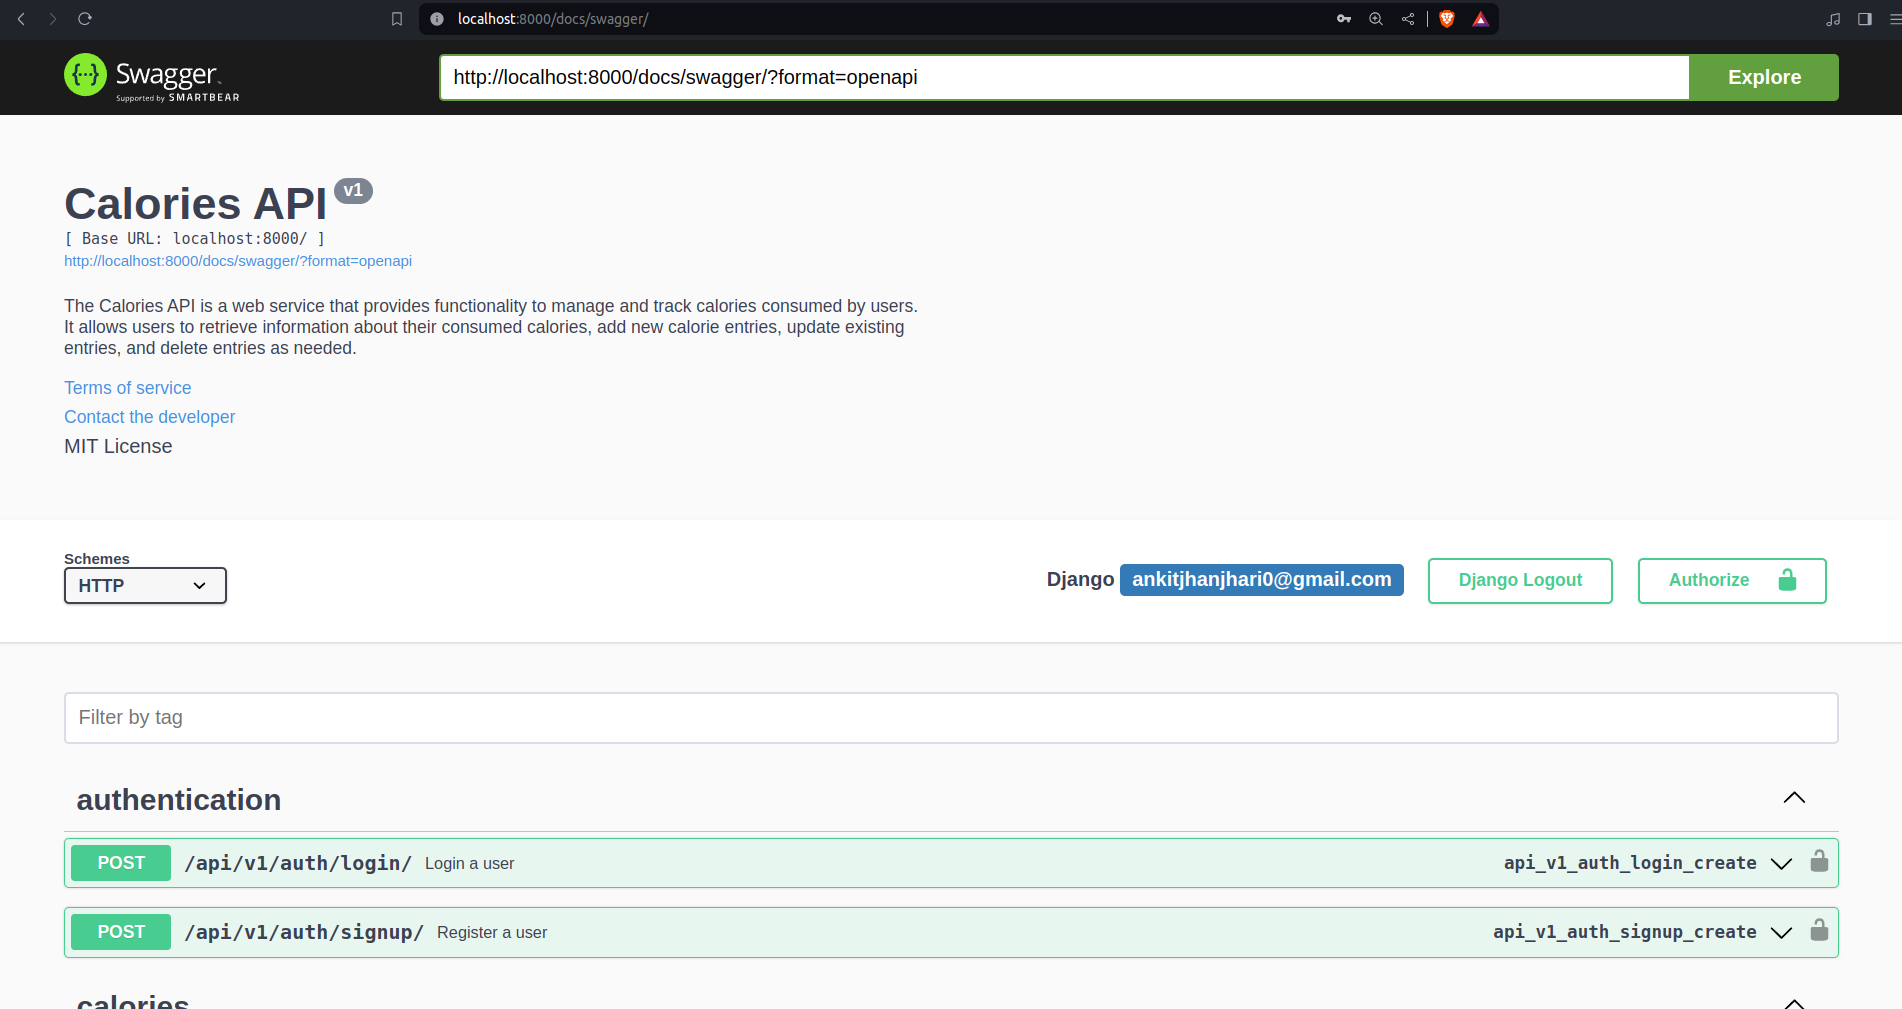 localhost:8000/docs/swagger/
Swagger
Supported by SMARTBEAR
http://localhost:8000/docs/swagger/?format=openapi
Explore
Calories API v1
[ Base URL: localhost:8000/ ]
http://localhost:8000/docs/swagger/?format=openapi
The Calories API is a web service that provides functionality to manage and track calories consumed by users.
It allows users to retrieve information about their consumed calories, add new calorie entries, update existing
entries, and delete entries as needed.
Terms of service
Contact the developer
MIT License
Schemes
HTTP
Django ankitjhanjhari0@gmail.com
Django Logout
Authorize
Filter by tag
authentication
POST /api/v1/auth/login/ Login a user api_v1_auth_login_create
POST /api/v1/auth/signup/ Register a user api_v1_auth_signup_create
calories